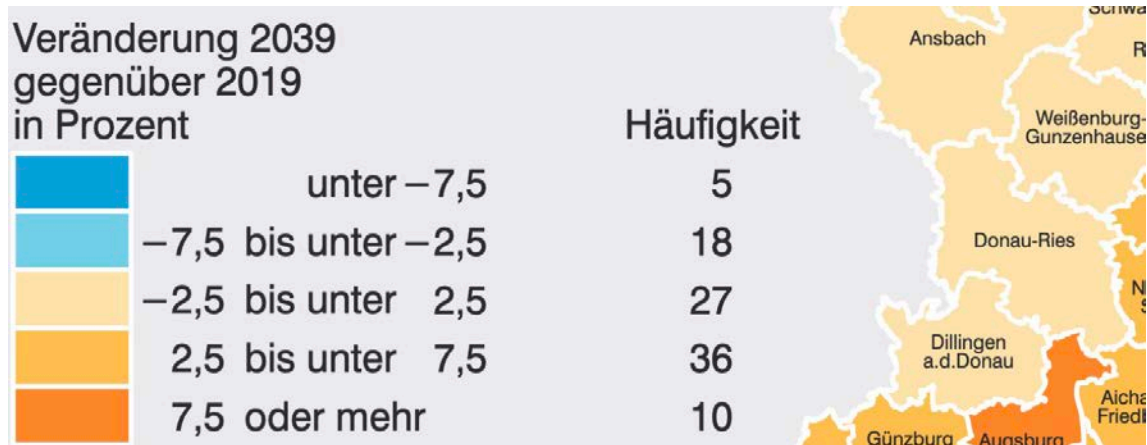 Veränderung 2039
gegenüber 2019
in Prozent
Häufigkeit
unter −7,5 5
−7,5 bis unter −2,5 18
−2,5 bis unter 2,5 27
2,5 bis unter 7,5 36
7,5 oder mehr 10
Ansbach
Weißenburg-
Donau-Ries
Dillingen
a.d.Donau
Günzburg
Augsburg